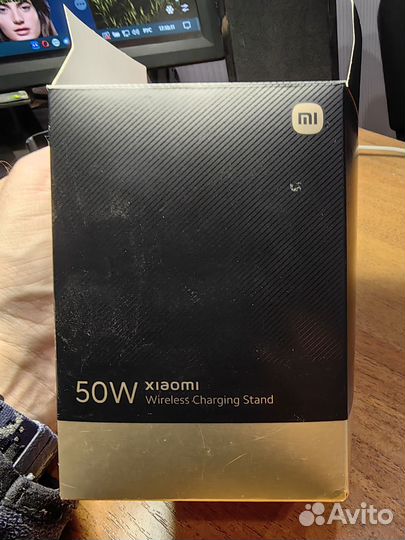 mi
50W xiaomi
Wireless Charging Stand
Avito